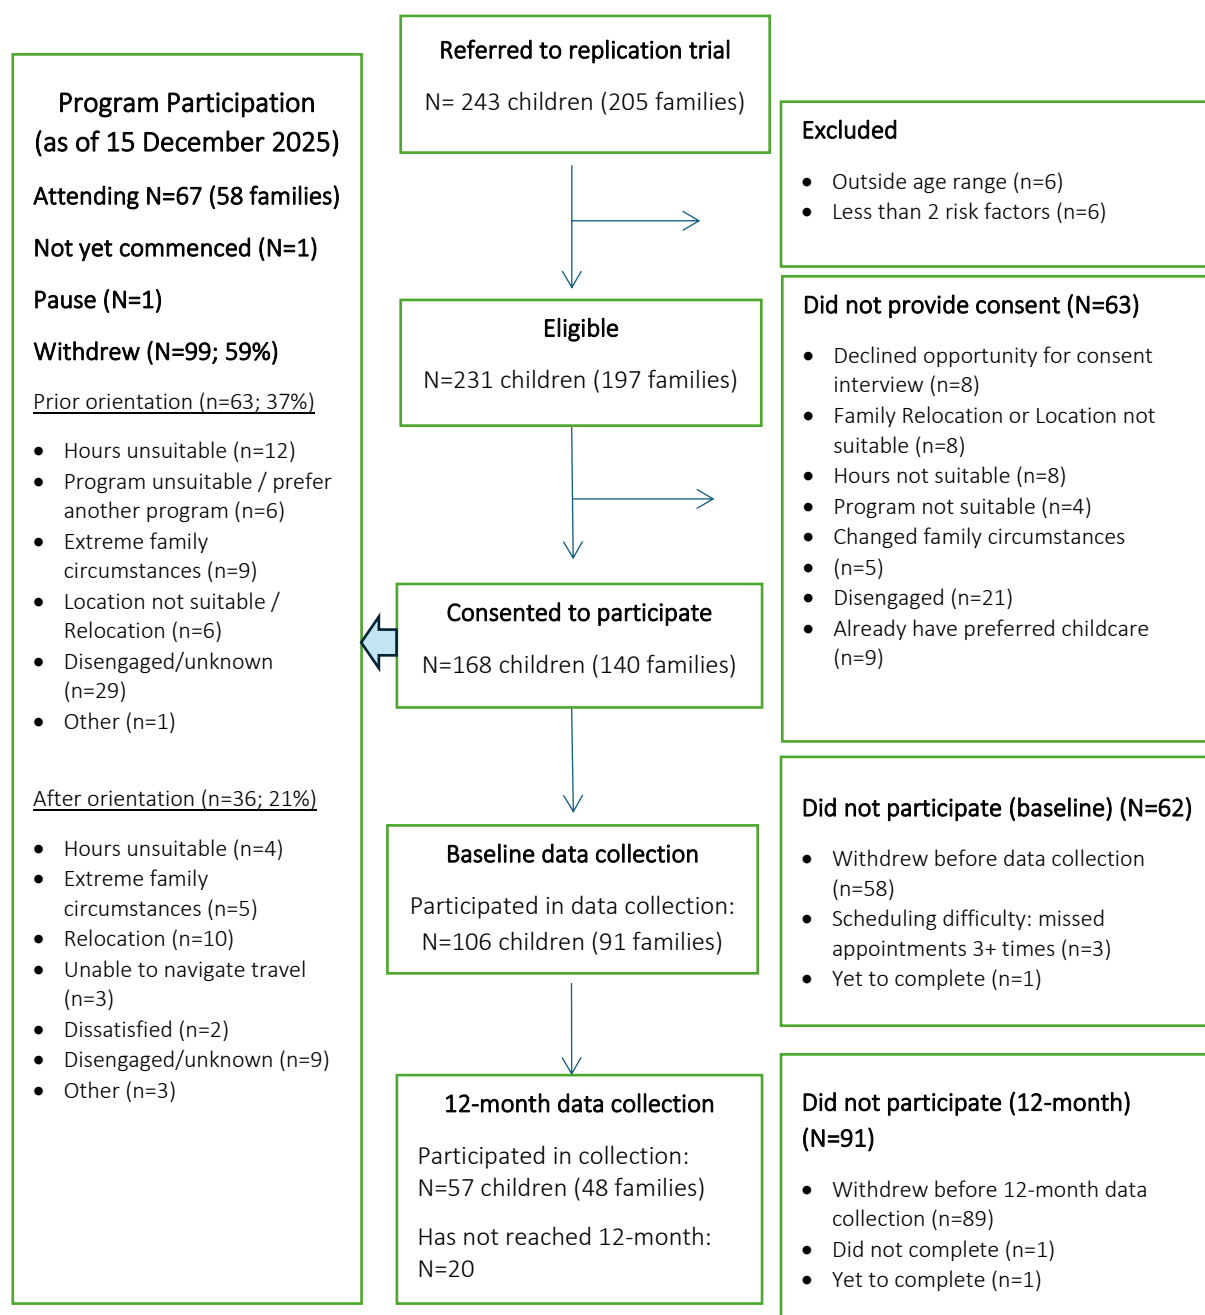 Program Participation
(as of 15 December 2025)
Attending N=67 (58 families)
Not yet commenced (N=1)
Pause (N=1)
Withdrew (N=99; 59%)
Prior orientation (n=63; 37%)
• Hours unsuitable (n=12)
• Program unsuitable / prefer
another program (n=6)
• Extreme family
circumstances (n=9)
• Location not suitable /
Relocation (n=6)
• Disengaged/unknown
(n=29)
• Other (n=1)
After orientation (n=36; 21%)
• Hours unsuitable (n=4)
• Extreme family
circumstances (n=5)
• Relocation (n=10)
• Unable to navigate travel
(n=3)
• Dissatisfied (n=2)
• Disengaged/unknown (n=9)
• Other (n=3)
Referred to replication trial
N= 243 children (205 families)
Excluded
• Outside age range (n=6)
• Less than 2 risk factors (n=6)
Eligible
N=231 children (197 families)
Did not provide consent (N=63)
• Declined opportunity for consent
interview (n=8)
• Family Relocation or Location not
suitable (n=8)
• Hours not suitable (n=8)
• Program not suitable (n=4)
• Changed family circumstances
• (n=5)
• Disengaged (n=21)
• Already have preferred childcare
(n=9)
Consented to participate
N=168 children (140 families)
Baseline data collection
Participated in data collection:
N=106 children (91 families)
Did not participate (baseline) (N=62)
• Withdrew before data collection
(n=58)
• Scheduling difficulty: missed
appointments 3+ times (n=3)
• Yet to complete (n=1)
12-month data collection
Participated in collection:
N=57 children (48 families)
Has not reached 12-month:
N=20
Did not participate (12-month)
(N=91)
• Withdrew before 12-month data
collection (n=89)
• Did not complete (n=1)
• Yet to complete (n=1)